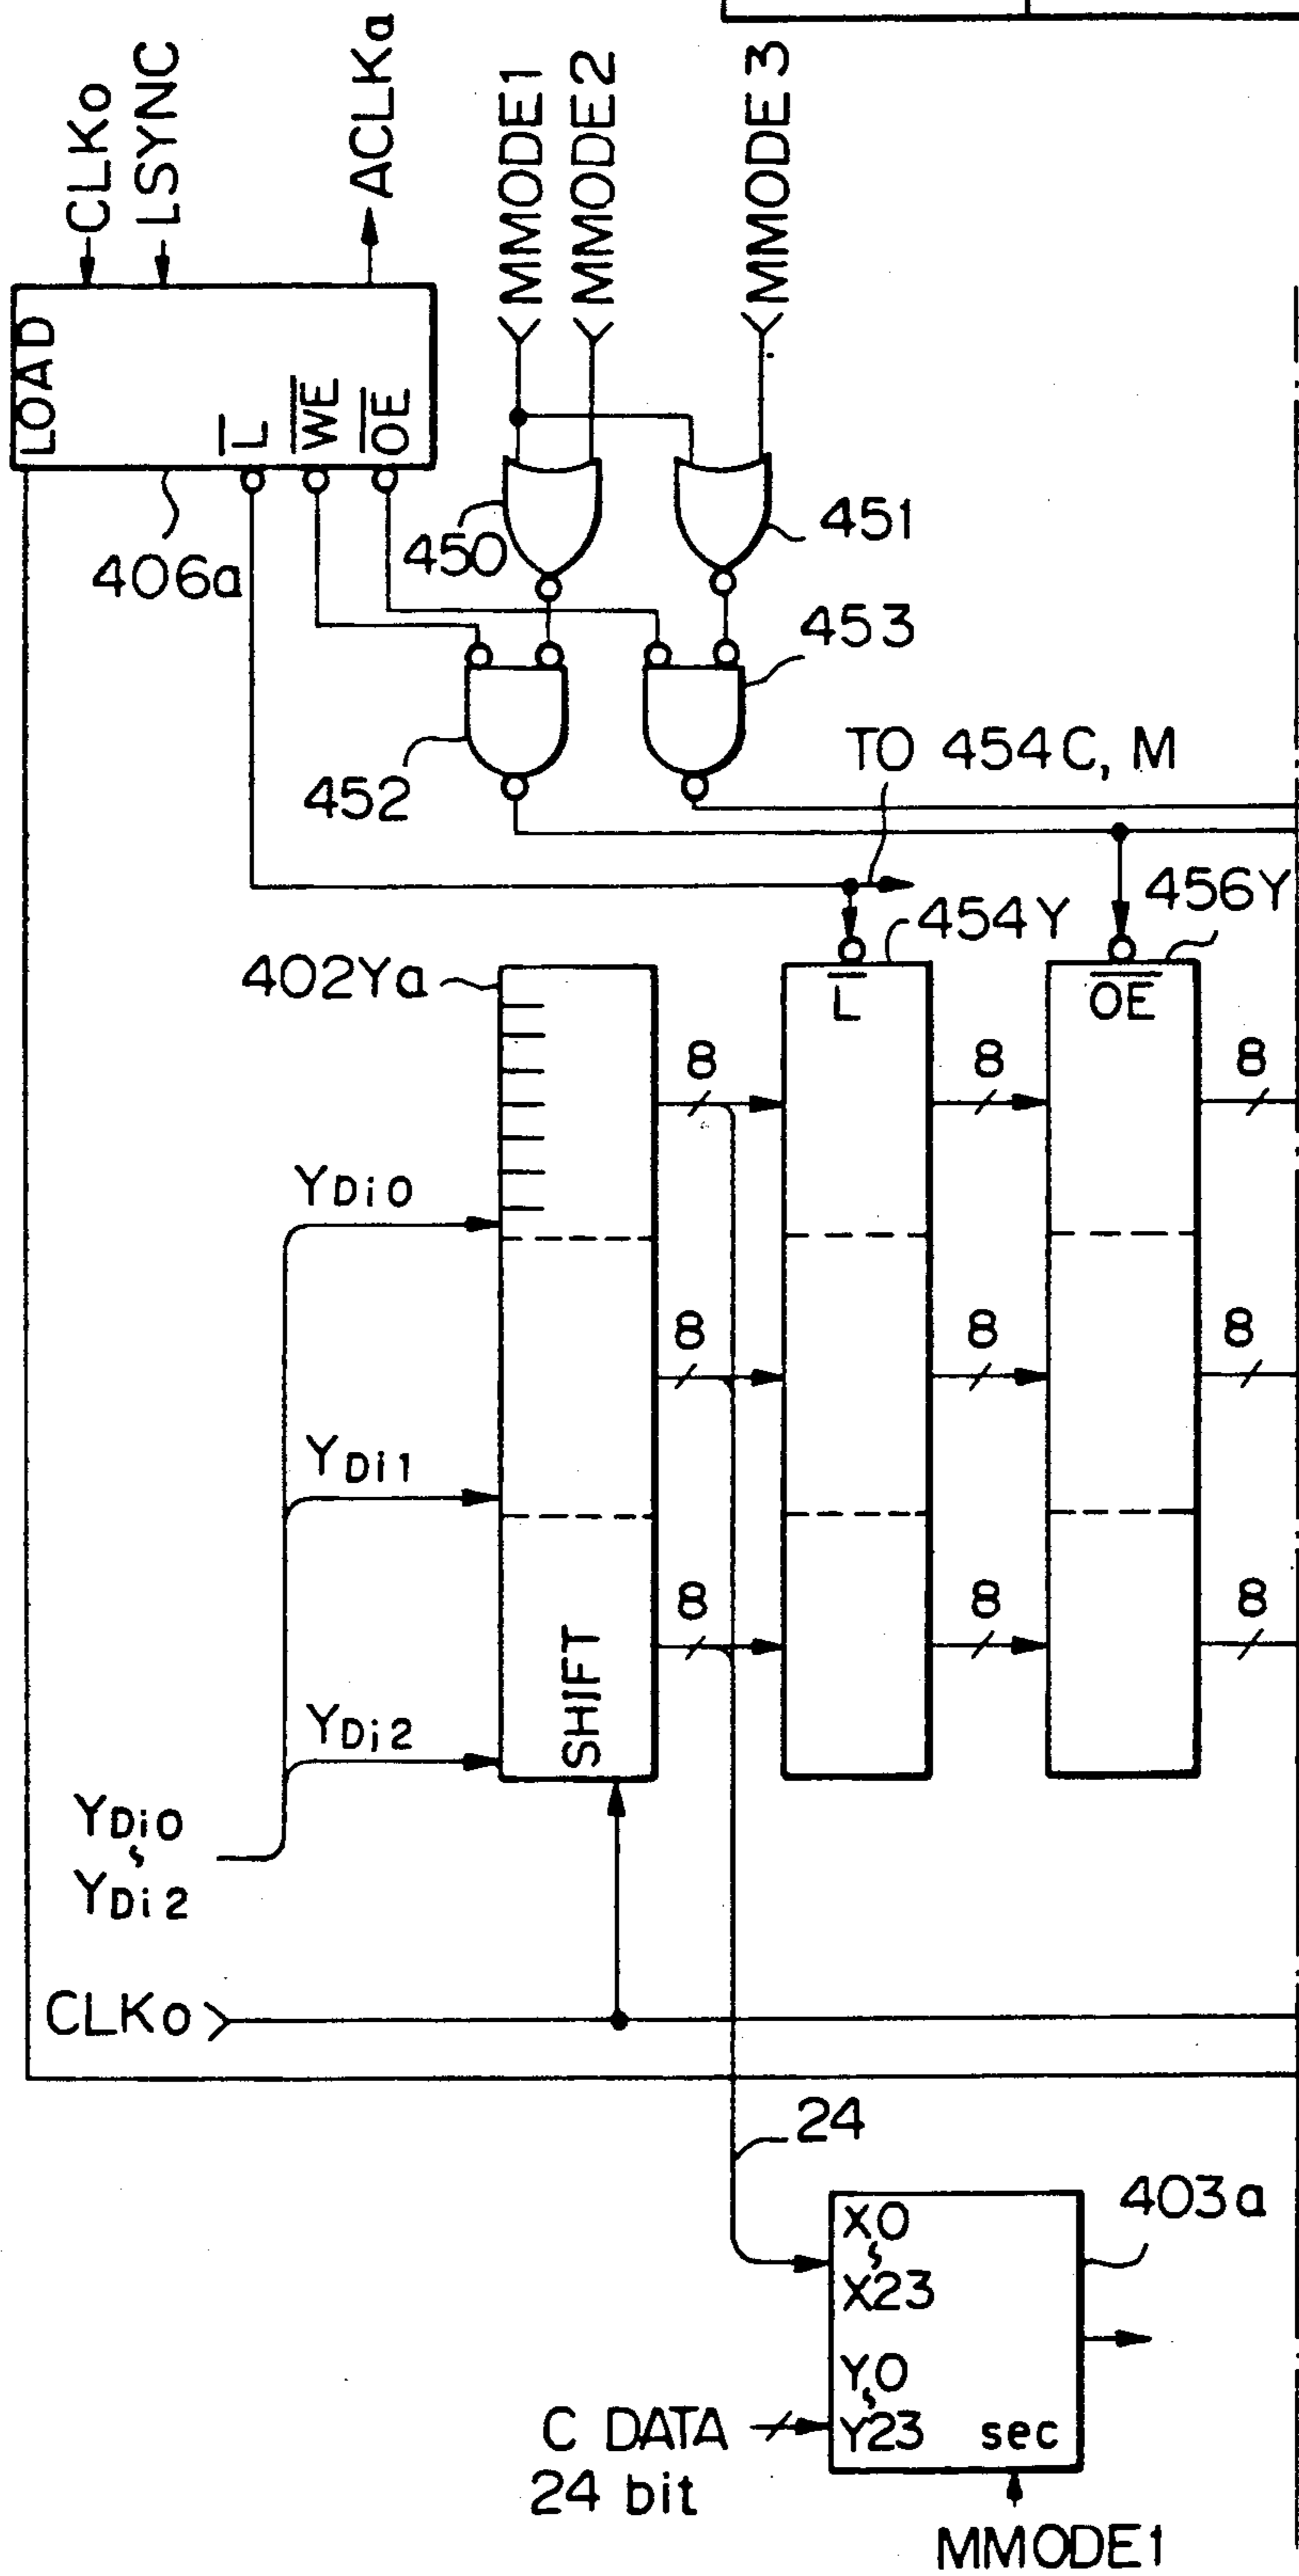 CLKo
LSYNC
ACLKa
MMODE1
MMODE2
MMODE3
LOAD
L
WE
OE
406a
450
451
452
453
TO 454C, M
454Y
456Y
402Ya
L
OE
8
8
8
YDi0
8
8
8
YDi1
8
8
8
YDi2
SHIFT
YDi0
YDi2
CLKo
24
403a
X0
X23
Y0
Y23
sec
C DATA
24 bit
MMODE1